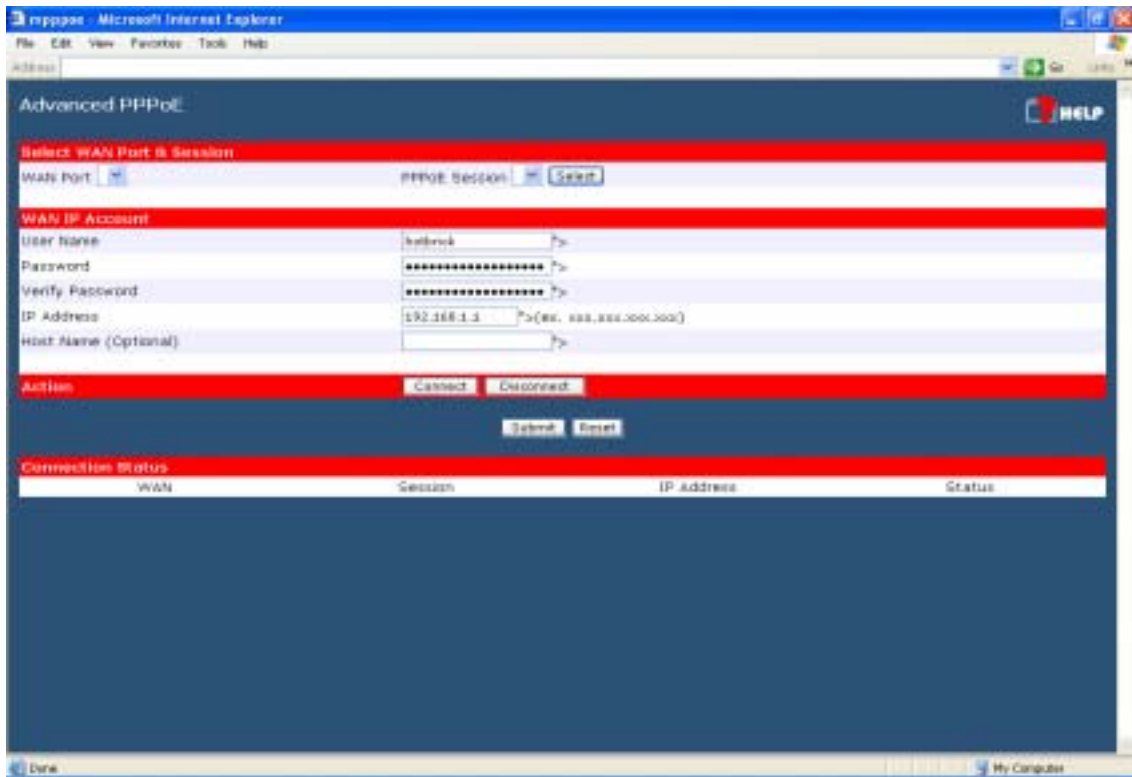 mpppoe - Microsoft Internet Explorer
File Edit View Favorites Tools Help
Address Go Links
Advanced PPPoE HELP
Select WAN Port & Session
WAN Port PPPoE Session Select
WAN IP Account
User Name hotbrick ">
Password ●●●●●●●●●●●●●●●●●●● ">
Verify Password ●●●●●●●●●●●●●●●●●●● ">
IP Address 192.168.1.1 ">(ex. xxx.xxx.xxx.xxx)
Host Name (Optional) ">
Action Connect Disconnect
Submit Reset
Connection Status
WAN Session IP Address Status
Done My Computer